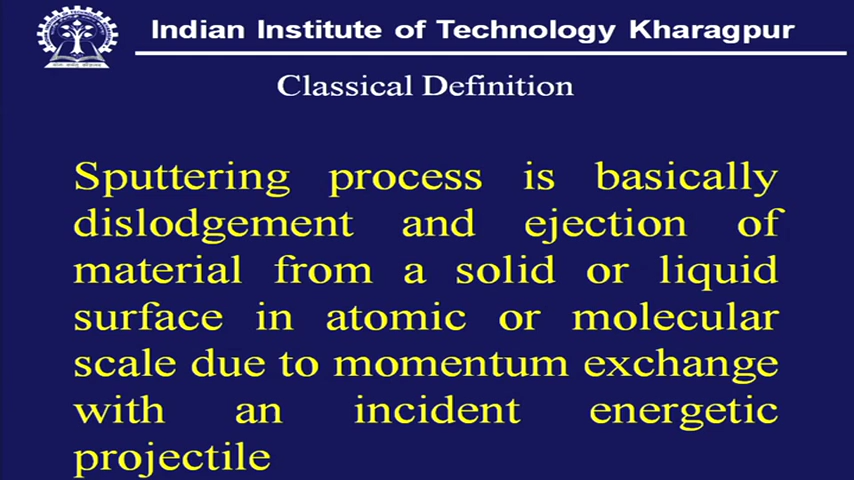 Indian Institute of Technology Kharagpur
Classical Definition
Sputtering process is basically
dislodgement and ejection of
material from a solid or liquid
surface in atomic or molecular
scale due to momentum exchange
with an incident energetic
projectile